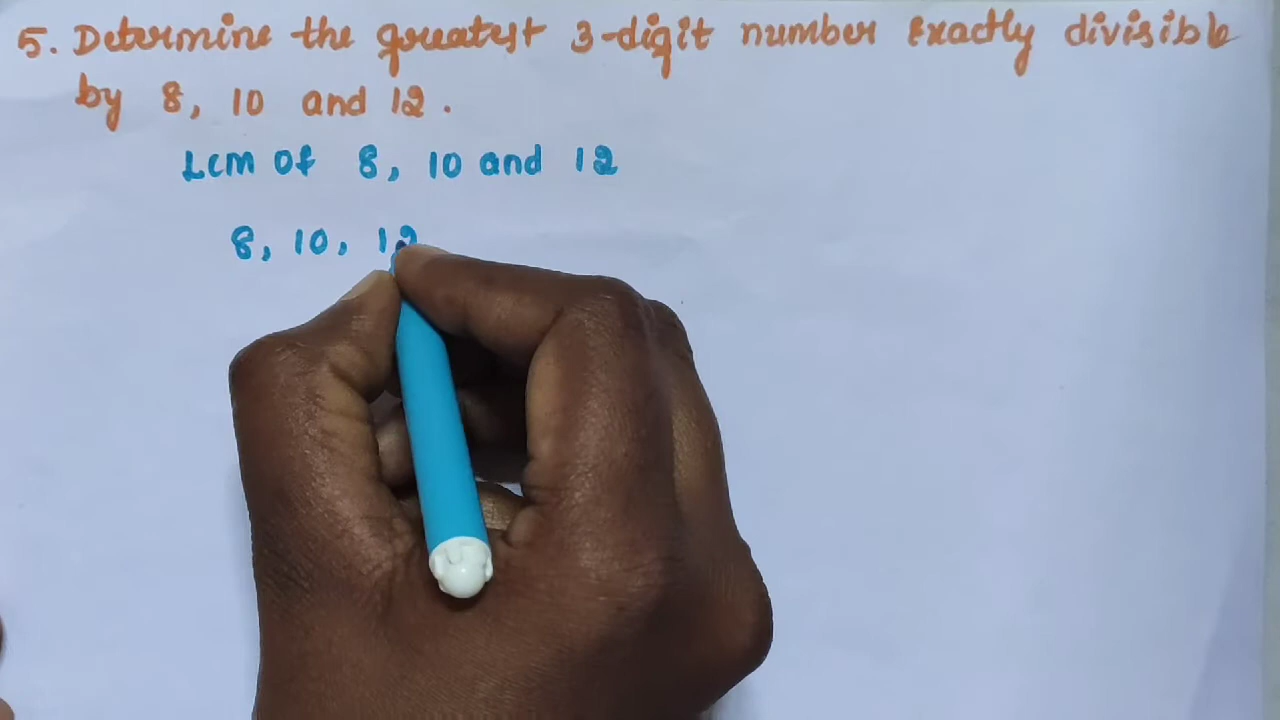 5. Determine the greatest 3-digit number Exactly divisible
by 8, 10 and 12.
Lcm Of 8, 10 and 12
8, 10, 12